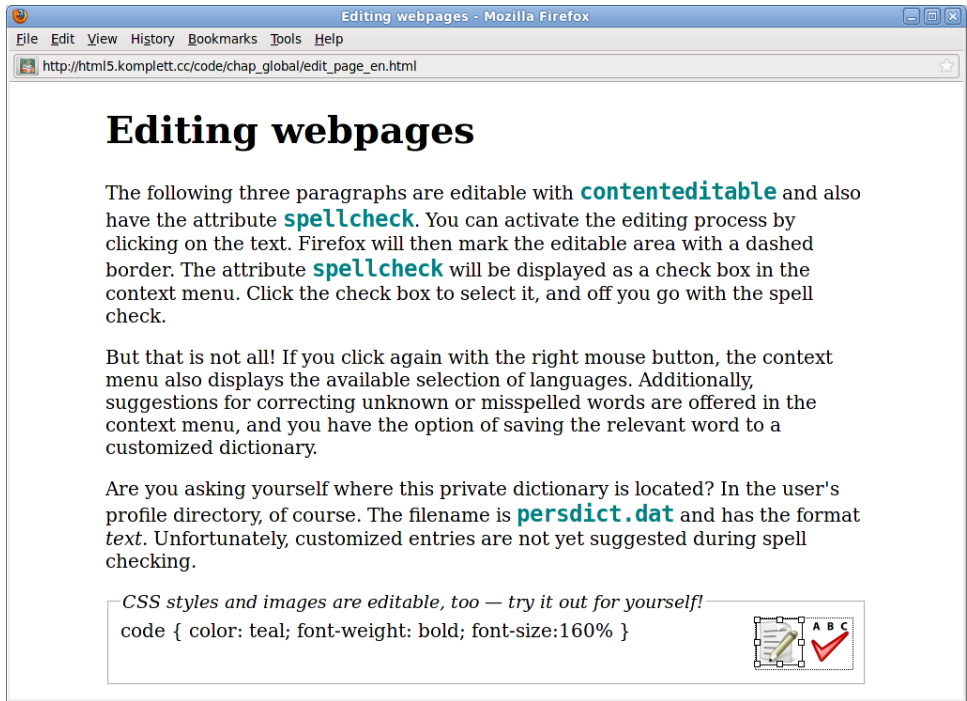 Editing webpages - Mozilla Firefox
File Edit View History Bookmarks Tools Help
http://html5.komplett.cc/code/chap_global/edit_page_en.html
Editing webpages
The following three paragraphs are editable with contenteditable and also
have the attribute spellcheck. You can activate the editing process by
clicking on the text. Firefox will then mark the editable area with a dashed
border. The attribute spellcheck will be displayed as a check box in the
context menu. Click the check box to select it, and off you go with the spell
check.
But that is not all! If you click again with the right mouse button, the context
menu also displays the available selection of languages. Additionally,
suggestions for correcting unknown or misspelled words are offered in the
context menu, and you have the option of saving the relevant word to a
customized dictionary.
Are you asking yourself where this private dictionary is located? In the user's
profile directory, of course. The filename is persdict.dat and has the format
text. Unfortunately, customized entries are not yet suggested during spell
checking.
CSS styles and images are editable, too — try it out for yourself!
code { color: teal; font-weight: bold; font-size:160% }
A B C